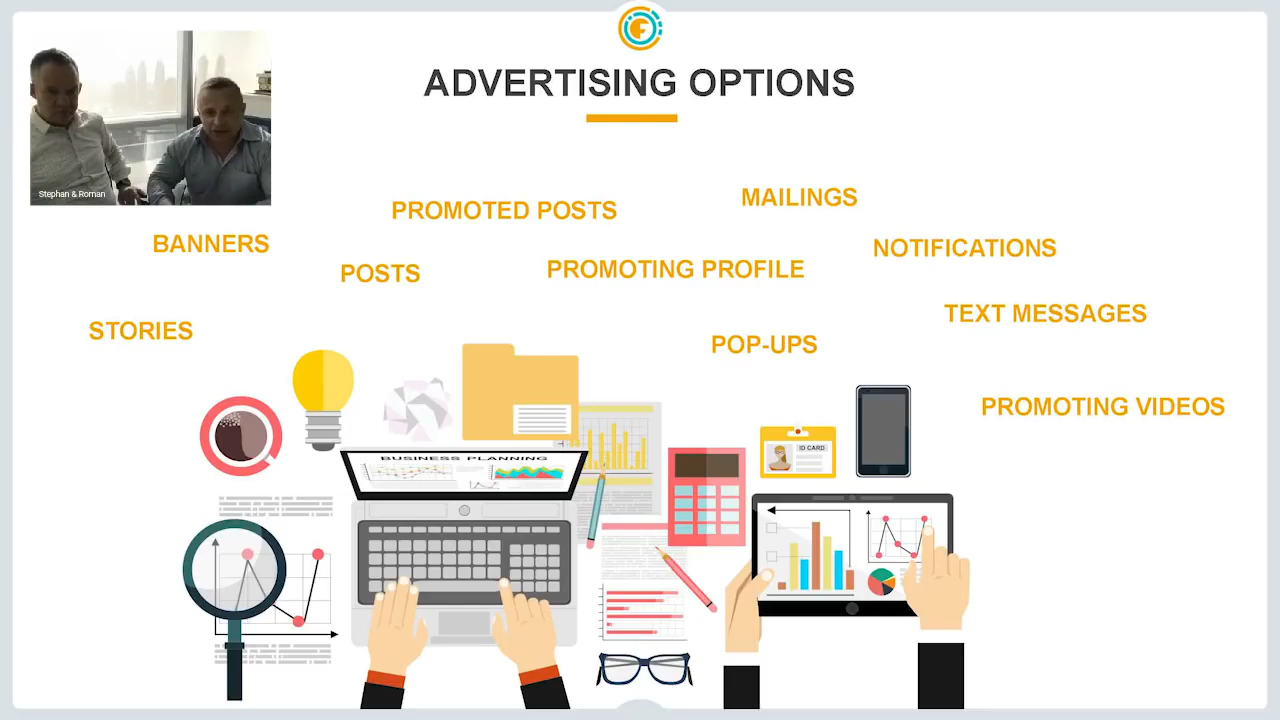 ADVERTISING OPTIONS
Stephan & Roman
PROMOTED POSTS
MAILINGS
BANNERS
POSTS
PROMOTING PROFILE
NOTIFICATIONS
STORIES
POP-UPS
TEXT MESSAGES
PROMOTING VIDEOS
BUSINESS PLANNING
ID CARD
F